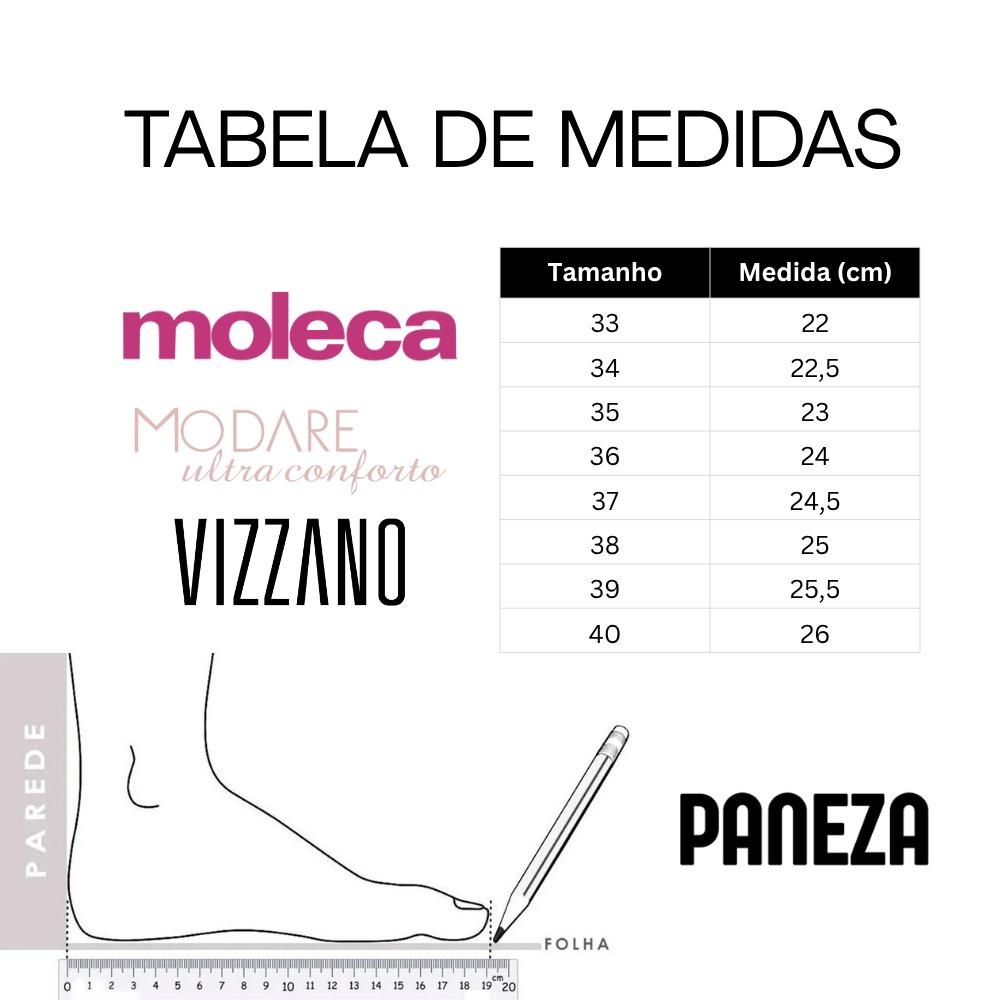 TABELA DE MEDIDAS
moleca
MODARE
ultraconforto
VIZZANO
Tamanho Medida (cm)
33 22
34 22,5
35 23
36 24
37 24,5
38 25
39 25,5
40 26
PAREDE
PANEZA
FOLHA
cm
0 1 2 3 4 5 6 7 8 9 10 11 12 13 14 15 16 17 18 19 20